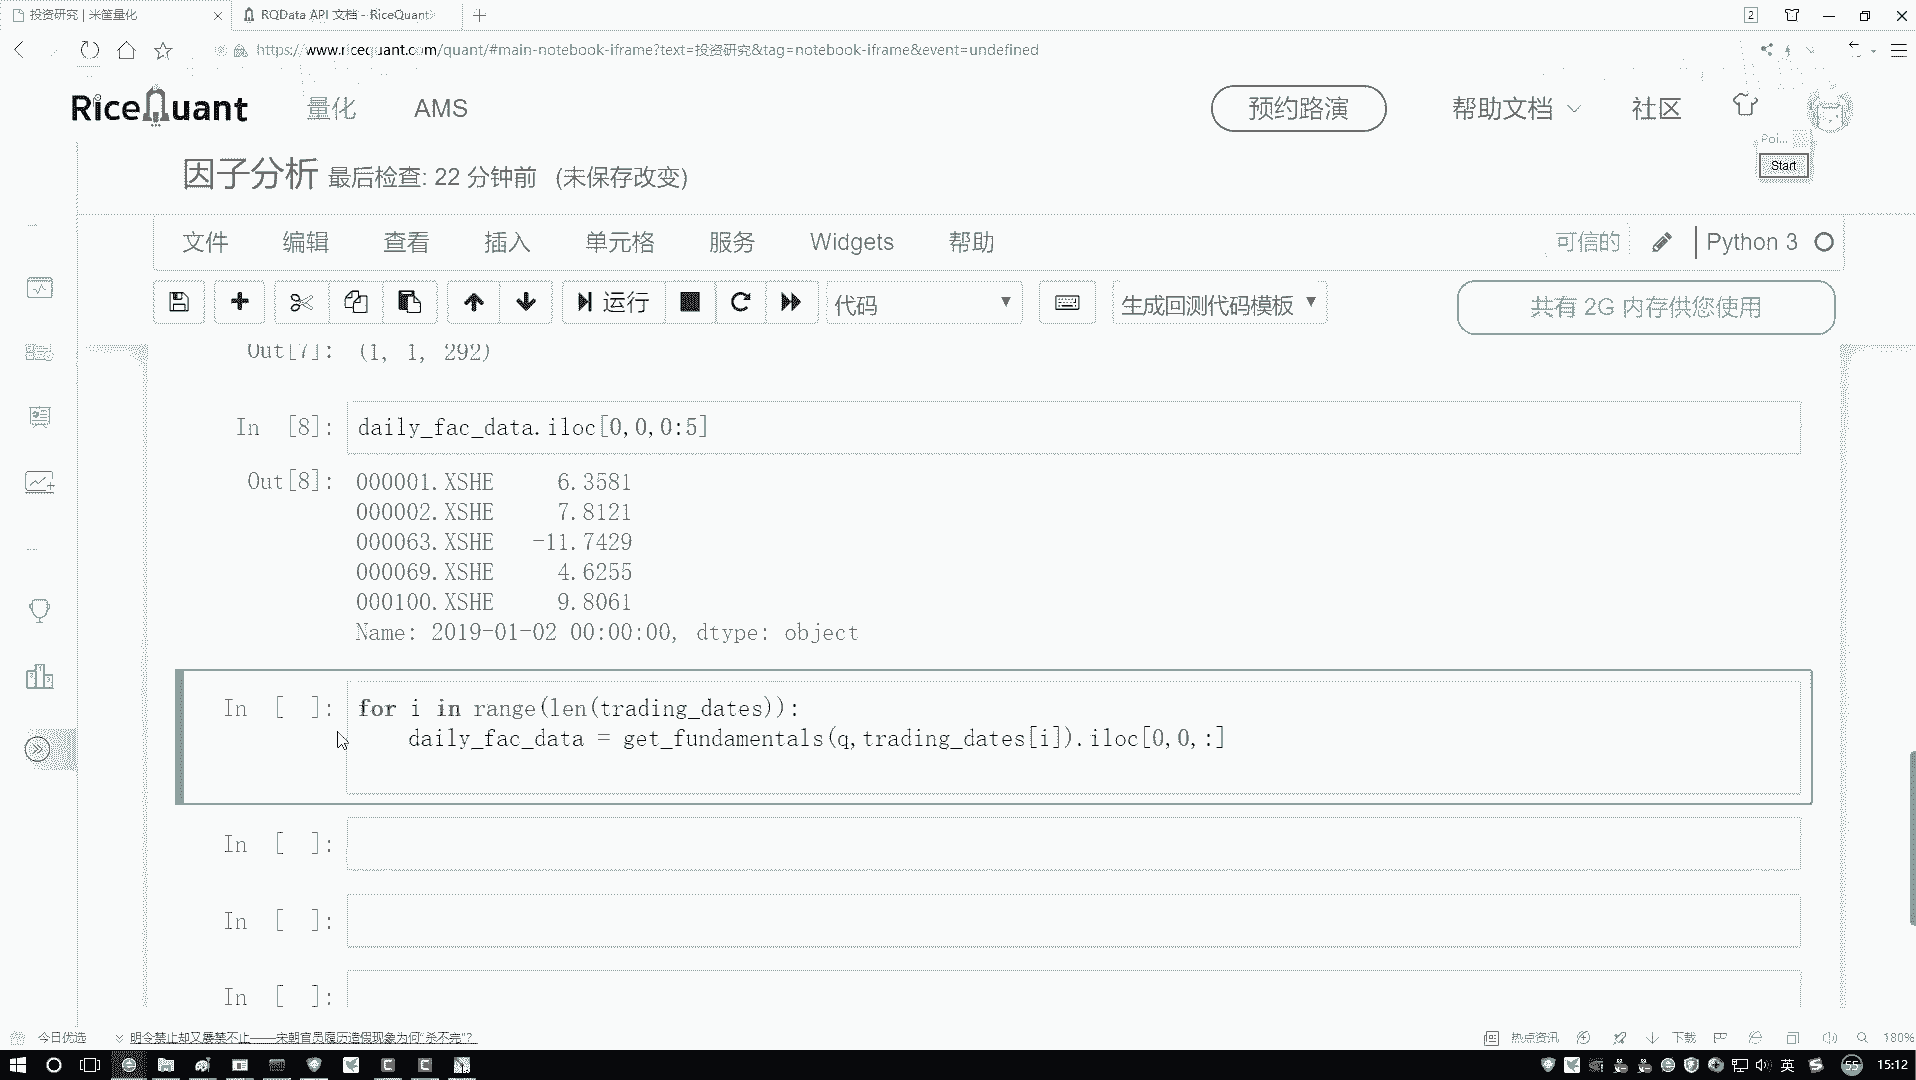 投资研究 | 米筐量化
RQData API 文档 - RiceQuant
2
https://www.ricequant.com/quant/#main-notebook-iframe?text=投资研究&tag=notebook-iframe&event=undefined
RiceQuant
量化
AMS
预约路演
帮助文档
社区
Poi...
Start
因子分析 最后检查: 22 分钟前 (未保存改变)
文件 编辑 查看 插入 单元格 服务 Widgets 帮助
可信的
Python 3
运行
代码
生成回测代码模板
共有 2G 内存供您使用
Out[7]: (1, 1, 292)
In [8]: daily_fac_data.iloc[0,0,0:5]
Out[8]: 000001.XSHE 6.3581
000002.XSHE 7.8121
000063.XSHE -11.7429
000069.XSHE 4.6255
000100.XSHE 9.8061
Name: 2019-01-02 00:00:00, dtype: object
In [ ]: for i in range(len(trading_dates)):
daily_fac_data = get_fundamentals(q,trading_dates[i]).iloc[0,0,:]
In [ ]:
In [ ]:
In [ ]:
今日优选
明令禁止却又屡禁不止——宋朝官员履历造假现象为何“杀不完”?
热点资讯
下载
180%
英
55
15:12